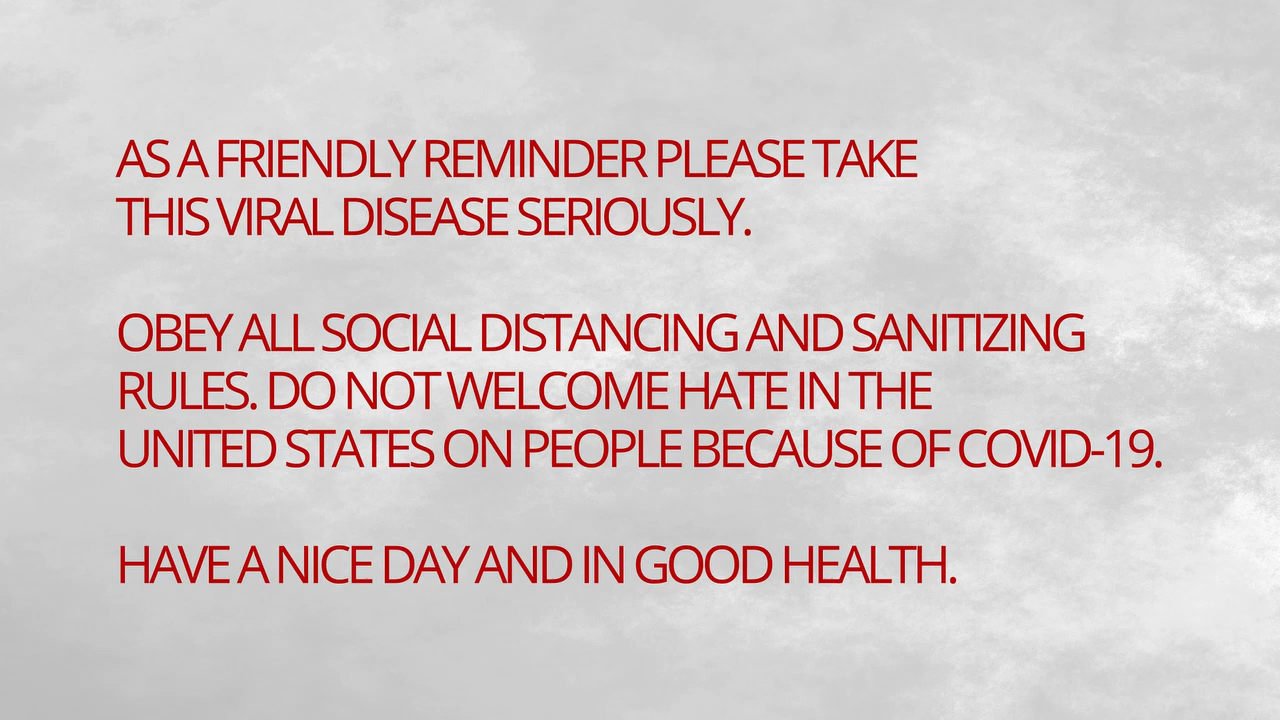 AS A FRIENDLY REMINDER PLEASE TAKE
THIS VIRAL DISEASE SERIOUSLY.
OBEY ALL SOCIAL DISTANCING AND SANITIZING
RULES. DO NOT WELCOME HATE IN THE
UNITED STATES ON PEOPLE BECAUSE OF COVID-19.
HAVE A NICE DAY AND IN GOOD HEALTH.